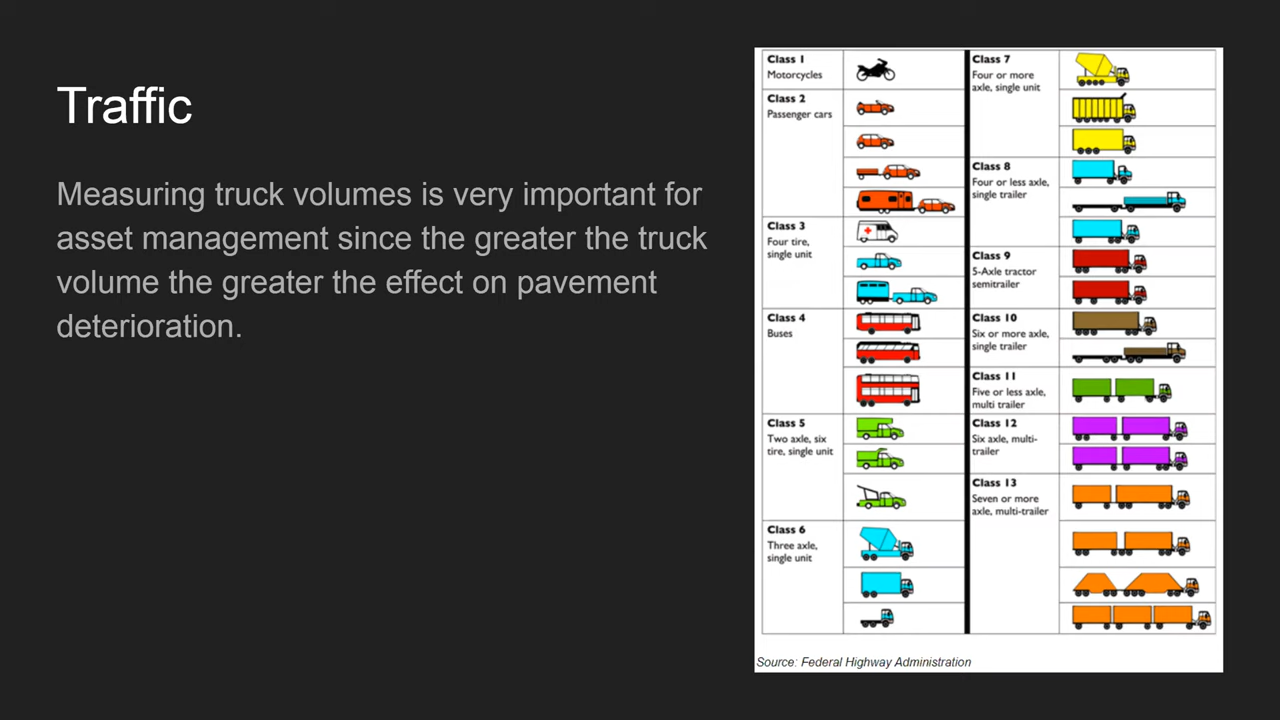 Traffic
Measuring truck volumes is very important for
asset management since the greater the truck
volume the greater the effect on pavement
deterioration.
Class 1
Motorcycles
Class 2
Passenger cars
Class 3
Four tire,
single unit
Class 4
Buses
Class 5
Two axle, six
tire, single unit
Class 6
Three axle,
single unit
Class 7
Four or more
axle, single unit
Class 8
Four or less axle,
single trailer
Class 9
5-Axle tractor
semitrailer
Class 10
Six or more axle,
single trailer
Class 11
Five or less axle,
multi trailer
Class 12
Six axle, multi-
trailer
Class 13
Seven or more
axle, multi-trailer
Source: Federal Highway Administration